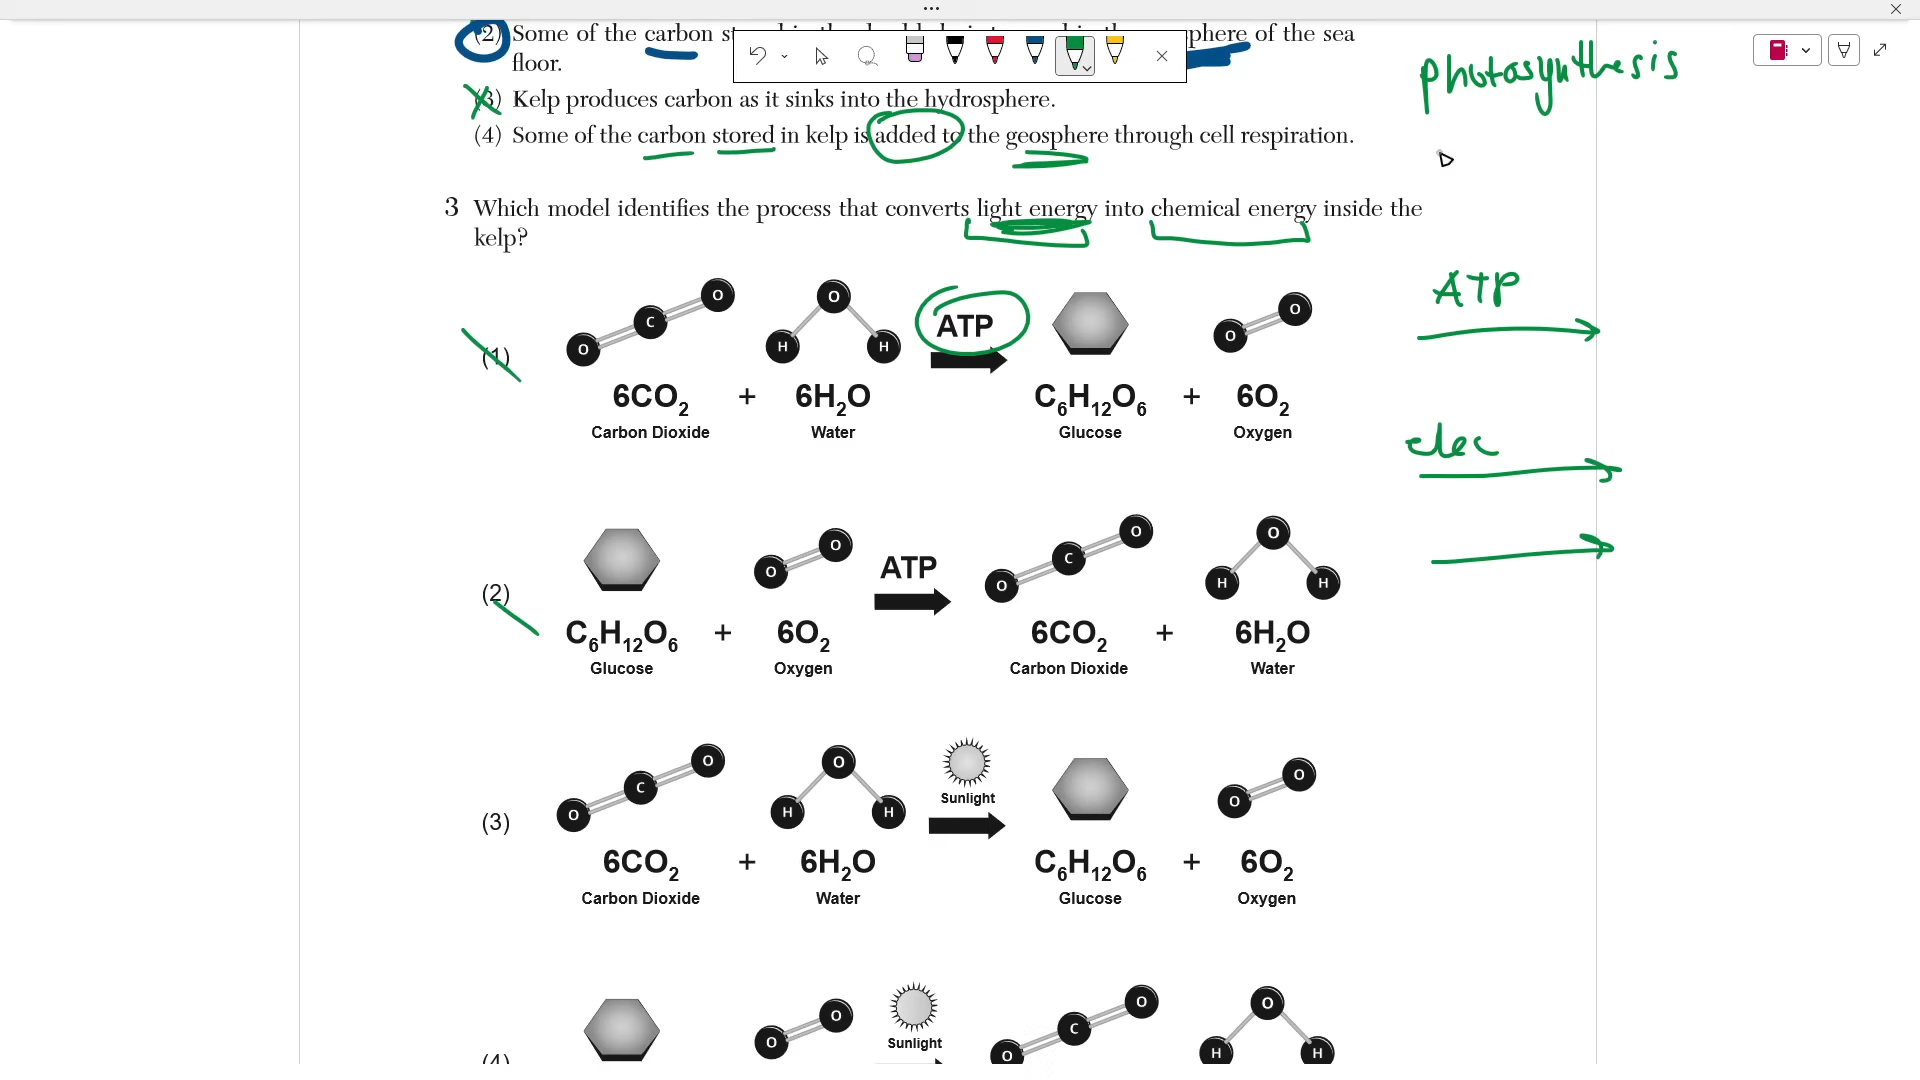 (2) Some of the carbon sphere of the sea
floor.
(3) Kelp produces carbon as it sinks into the hydrosphere.
(4) Some of the carbon stored in kelp is added to the geosphere through cell respiration.
photosynthesis
3 Which model identifies the process that converts light energy into chemical energy inside the
kelp?
ATP
elec
(1)
O C O H O H ATP O O
6CO₂ + 6H₂O C₆H₁₂O₆ + 6O₂
Carbon Dioxide Water Glucose Oxygen
(2)
O O ATP O C O H O H
C₆H₁₂O₆ + 6O₂ 6CO₂ + 6H₂O
Glucose Oxygen Carbon Dioxide Water
(3)
O C O H O H Sunlight O O
6CO₂ + 6H₂O C₆H₁₂O₆ + 6O₂
Carbon Dioxide Water Glucose Oxygen
(4)
O O Sunlight O C O H O H